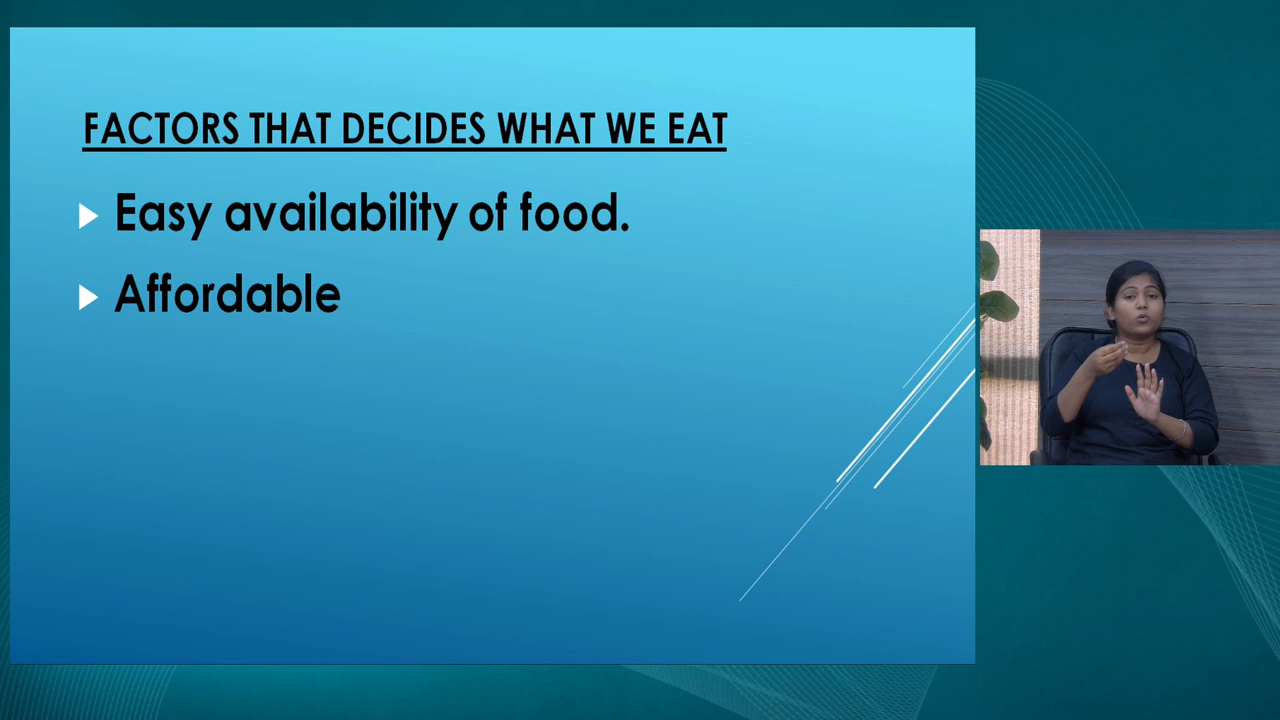 FACTORS THAT DECIDES WHAT WE EAT
Easy availability of food.
Affordable